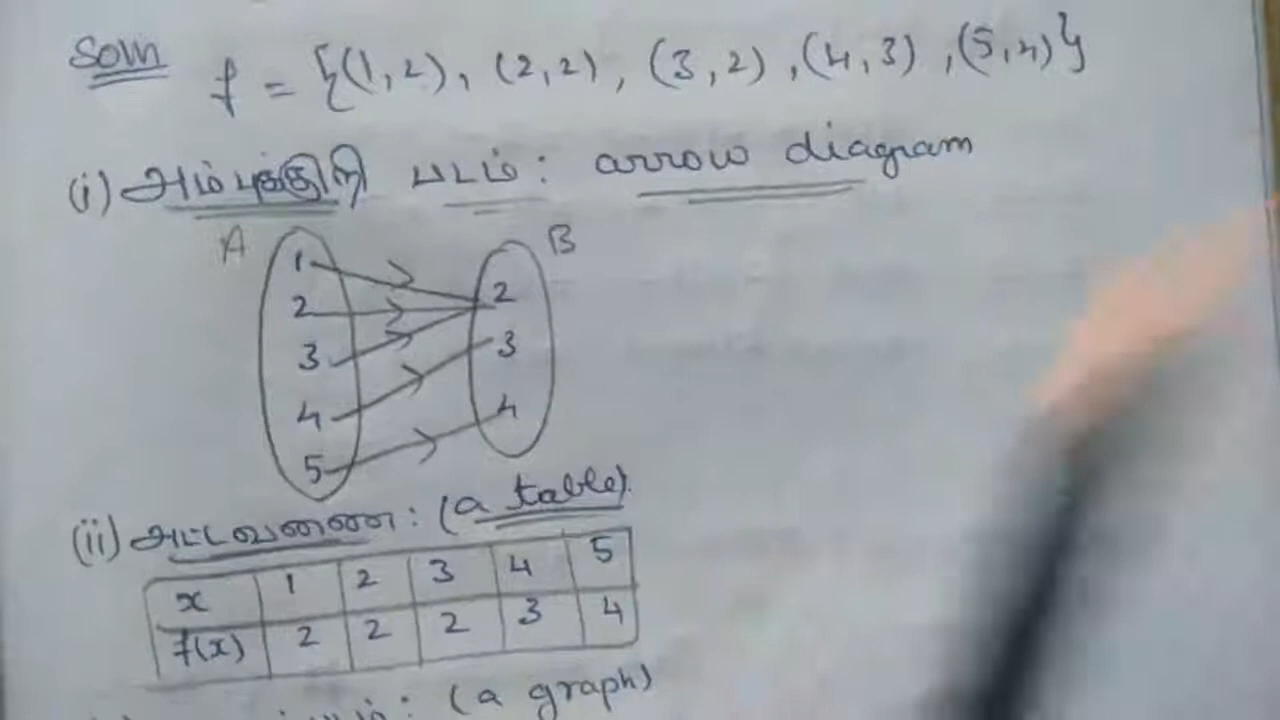 Soln
f = {(1,2), (2,2), (3,2), (4,3), (5,4)}
(i) அம்புக்குறி படம்: arrow diagram
A B
1
2 2
3 3
4 4
5
(ii) அட்டவணை: (a table).
x 1 2 3 4 5
f(x) 2 2 2 3 4
: (a graph)